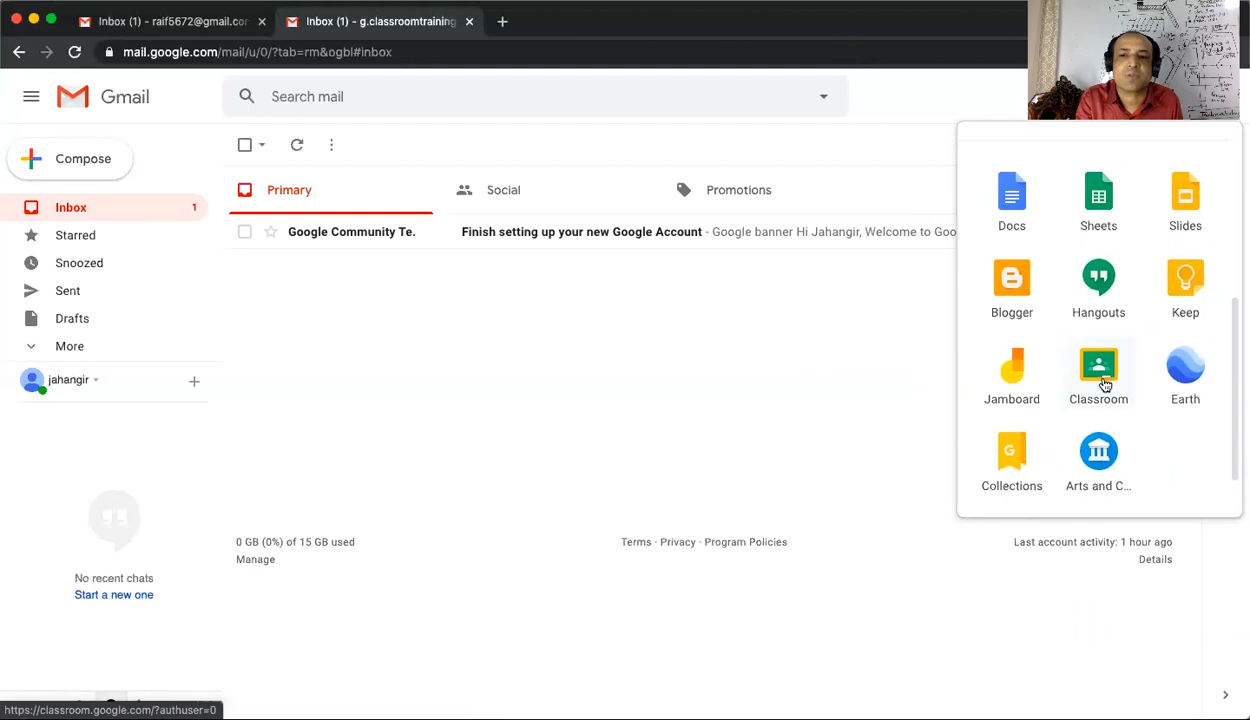 Inbox (1) - raif5672@gmail.co
Inbox (1) - g.classroomtraining
mail.google.com/mail/u/0/?tab=rm&ogbl#inbox
Gmail
Search mail
Compose
Primary
Social
Promotions
Inbox 1
Google Community Te.
Finish setting up your new Google Account - Google banner Hi Jahangir, Welcome to Goo
Starred
Snoozed
Sent
Drafts
More
jahangir
No recent chats
Start a new one
0 GB (0%) of 15 GB used
Manage
Terms · Privacy · Program Policies
Last account activity: 1 hour ago
Details
Docs
Sheets
Slides
Blogger
Hangouts
Keep
Jamboard
Classroom
Earth
G
Collections
Arts and C...
https://classroom.google.com/?authuser=0